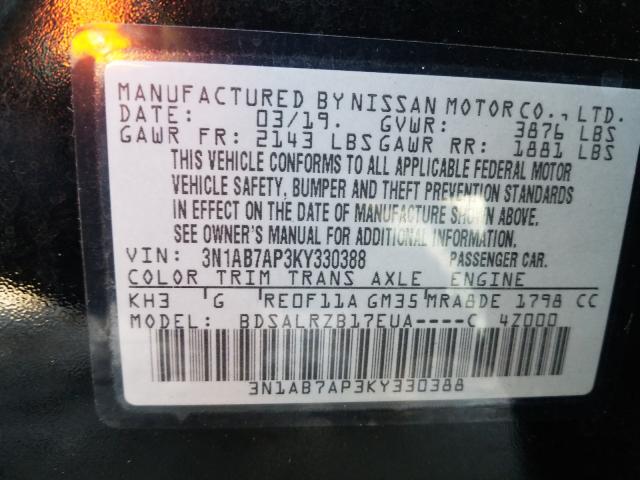 MANUFACTURED BY NISSAN MOTOR CO., LTD.
DATE: 03/19. GVWR: 3876 LBS
GAWR FR: 2143 LBS GAWR RR: 1881 LBS
THIS VEHICLE CONFORMS TO ALL APPLICABLE FEDERAL MOTOR
VEHICLE SAFETY, BUMPER AND THEFT PREVENTION STANDARDS
IN EFFECT ON THE DATE OF MANUFACTURE SHOWN ABOVE.
SEE OWNER'S MANUAL FOR ADDITIONAL INFORMATION.
VIN: 3N1AB7AP3KY330388 PASSENGER CAR.
COLOR TRIM TRANS AXLE ENGINE
KH3 G RE0F11A GM35 MRA8DE 1798 CC
MODEL: BDSALRZB17EUA----C 4Z000
3N1AB7AP3KY330388